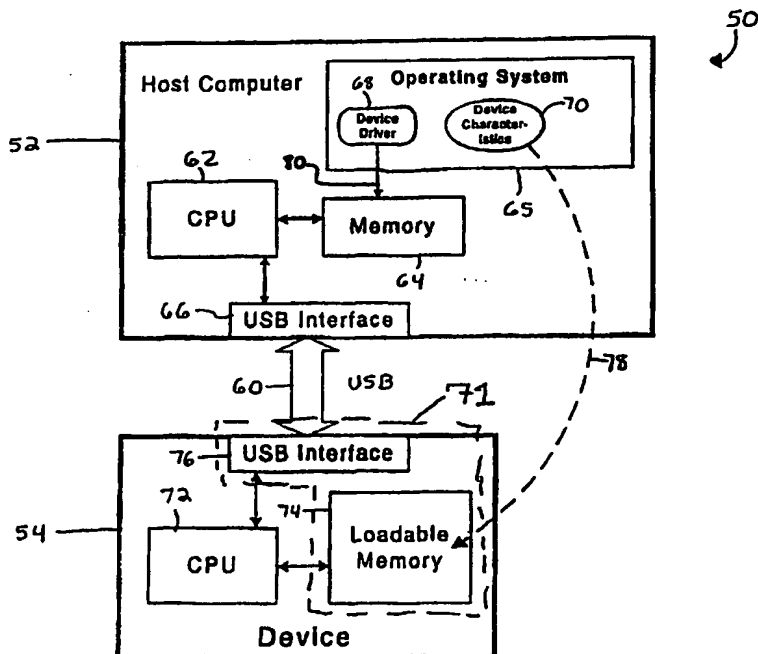 50
Host Computer
Operating System
68
Device
Driver
Device
Character-
istics
70
52
62
80
65
CPU
Memory
64
66
USB Interface
60
USB
78
71
76
USB Interface
72
74
54
CPU
Loadable
Memory
Device